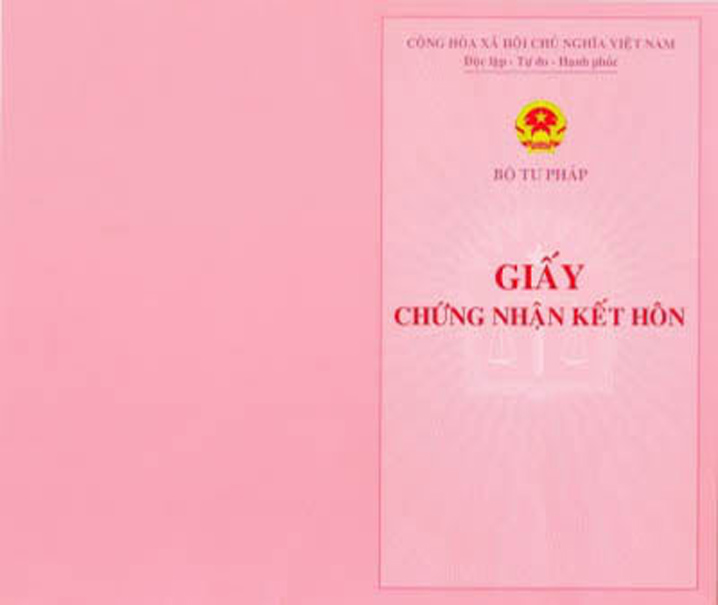 CỘNG HÒA XÃ HỘI CHỦ NGHĨA VIỆT NAM
Độc lập - Tự do - Hạnh phúc
BỘ TƯ PHÁP
GIẤY
CHỨNG NHẬN KẾT HÔN